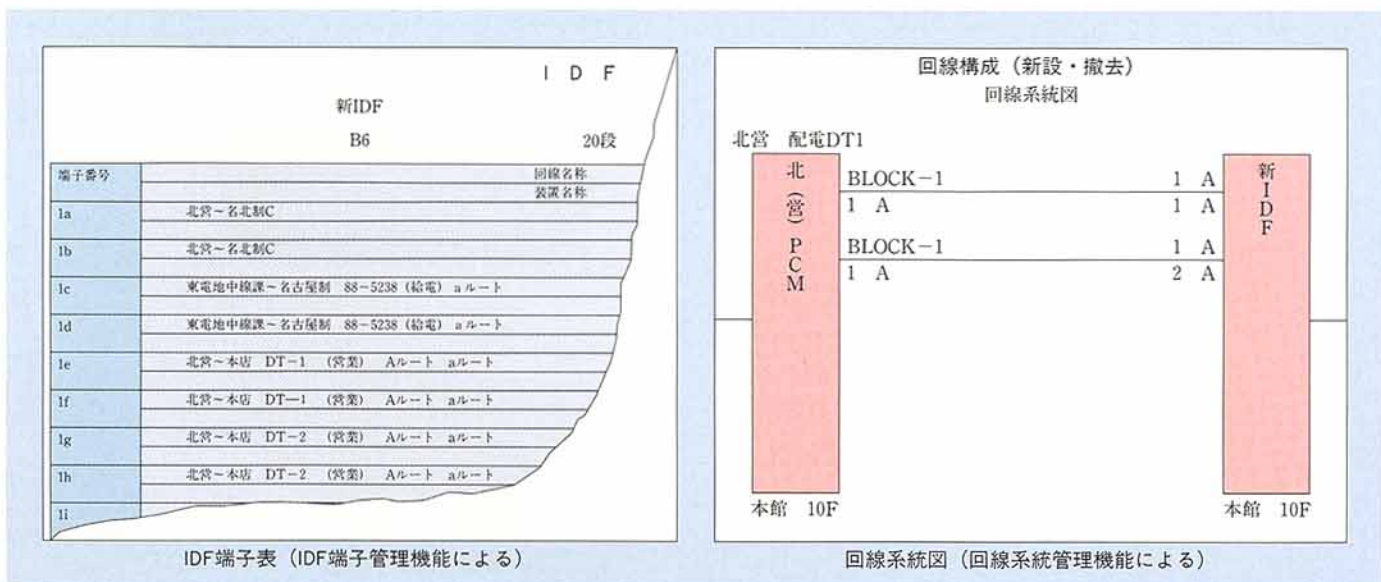 I D F
新IDF
B6 20段
端子番号 回線名称
装置名称
1a 北営~名北制C
1b 北営~名北制C
1c 東電地中線課~名古屋制 88-5238(給電) aルート
1d 東電地中線課~名古屋制 88-5238(給電) aルート
1e 北営~本店 DT-1 (営業) Aルート aルート
1f 北営~本店 DT-1 (営業) Aルート aルート
1g 北営~本店 DT-2 (営業) Aルート aルート
1h 北営~本店 DT-2 (営業) Aルート aルート
1i
IDF端子表(IDF端子管理機能による)
回線構成(新設・撤去)
回線系統図
北営 配電DT1
北(営)PCM
BLOCK-1 1 A
1 A 1 A
BLOCK-1 1 A
1 A 2 A
新IDF
本館 10F 本館 10F
回線系統図(回線系統管理機能による)